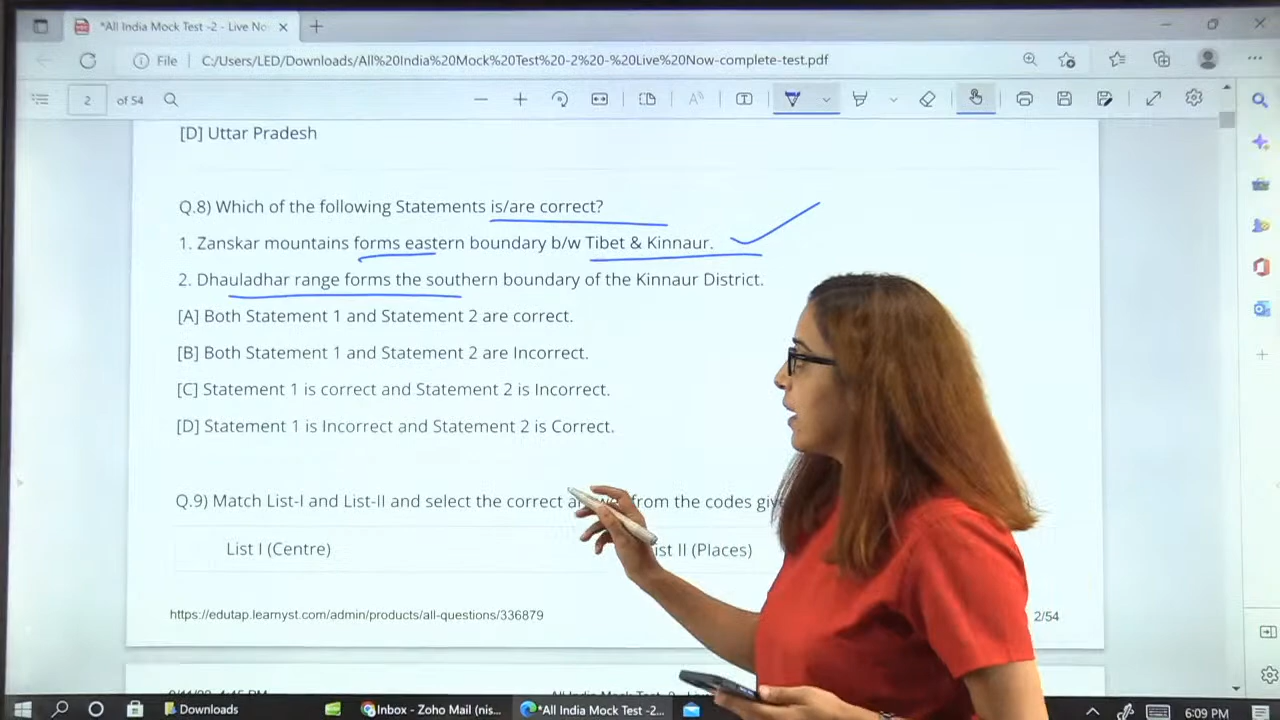 *All India Mock Test -2 - Live No
File
C:/Users/LED/Downloads/All%20India%20Mock%20Test%20-2%20-%20Live%20Now-complete-test.pdf
2 of 54
[D] Uttar Pradesh
Q.8) Which of the following Statements is/are correct?
1. Zanskar mountains forms eastern boundary b/w Tibet & Kinnaur.
2. Dhauladhar range forms the southern boundary of the Kinnaur District.
[A] Both Statement 1 and Statement 2 are correct.
[B] Both Statement 1 and Statement 2 are Incorrect.
[C] Statement 1 is correct and Statement 2 is Incorrect.
[D] Statement 1 is Incorrect and Statement 2 is Correct.
Q.9) Match List-I and List-II and select the correct from the codes
List I (Centre)
II (Places)
https://edutap.learnyst.com/admin/products/all-questions/336879
2/54
Downloads
Inbox - Zoho Mail (nis...
*All India Mock Test -2...
6:09 PM